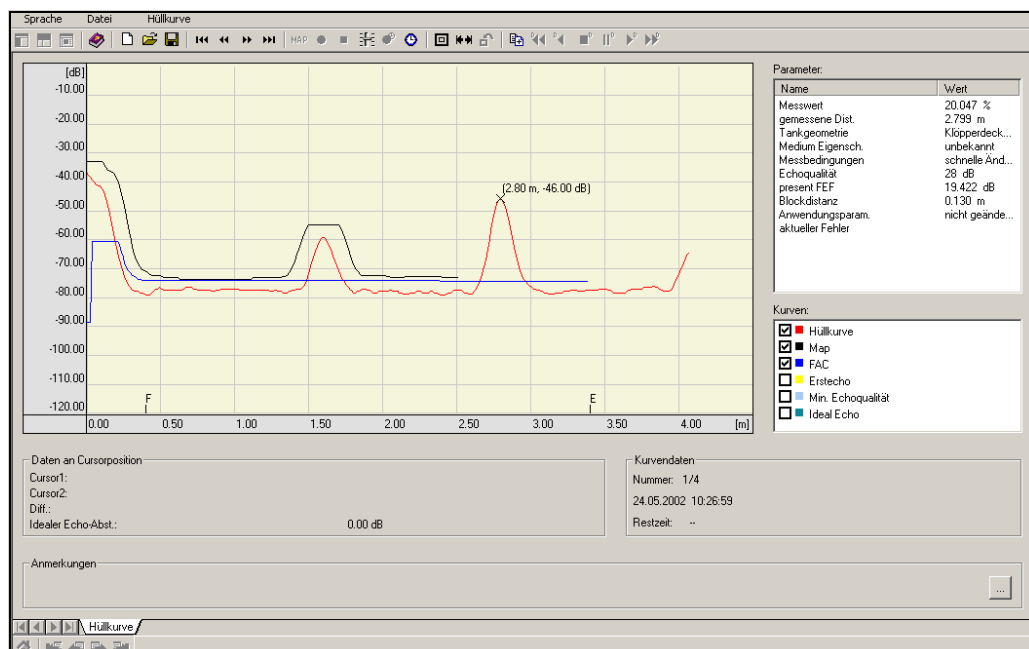 Sprache Datei Hüllkurve
MAP
[dB]
-10.00
-20.00
-30.00
-40.00
-50.00
-60.00
-70.00
-80.00
-90.00
-100.00
-110.00
-120.00
(2.80 m, -46.00 dB)
F E
0.00 0.50 1.00 1.50 2.00 2.50 3.00 3.50 4.00 [m]
Parameter:
Name Wert
Messwert 20.047 %
gemessene Dist. 2.799 m
Tankgeometrie Klöpperdeck...
Medium Eigensch. unbekannt
Messbedingungen schnelle Änd...
Echoqualität 28 dB
present FEF 19.422 dB
Blockdistanz 0.130 m
Anwendungsparam. nicht geände...
aktueller Fehler
Kurven:
Hüllkurve
Map
FAC
Erstecho
Min. Echoqualität
Ideal Echo
Daten an Cursorposition
Cursor1:
Cursor2:
Diff.:
Idealer Echo-Abst.: 0.00 dB
Kurvendaten
Nummer: 1/4
24.05.2002 10:26:59
Restzeit: --
Anmerkungen
...
Hüllkurve